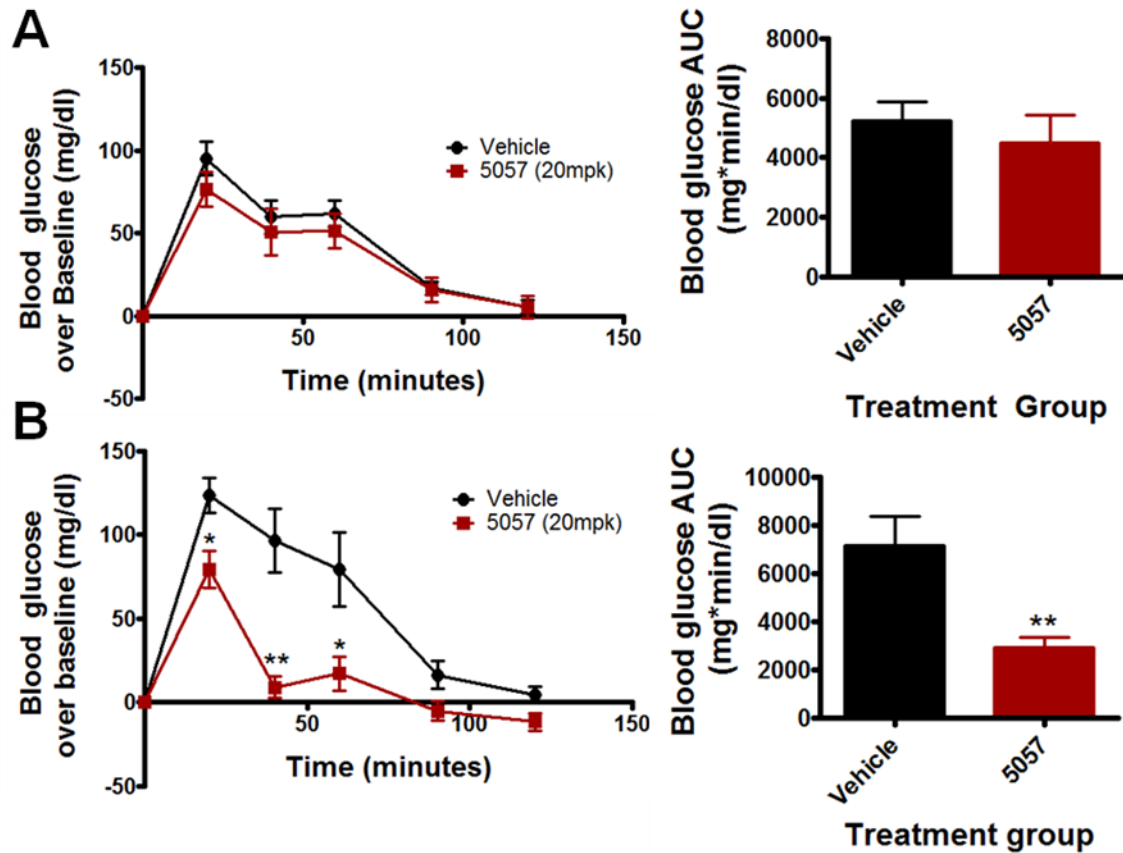 A
Blood glucose
over Baseline (mg/dl)
150
100
50
0
-50
50
100
150
Time (minutes)
Vehicle
5057 (20mpk)
Blood glucose AUC
(mg*min/dl)
8000
6000
4000
2000
0
Vehicle
5057
Treatment Group
B
Blood glucose
over baseline (mg/dl)
150
100
50
0
-50
*
**
*
50
100
150
Time (minutes)
Vehicle
5057 (20mpk)
Blood glucose AUC
(mg*min/dl)
10000
8000
6000
4000
2000
0
**
Vehicle
5057
Treatment group